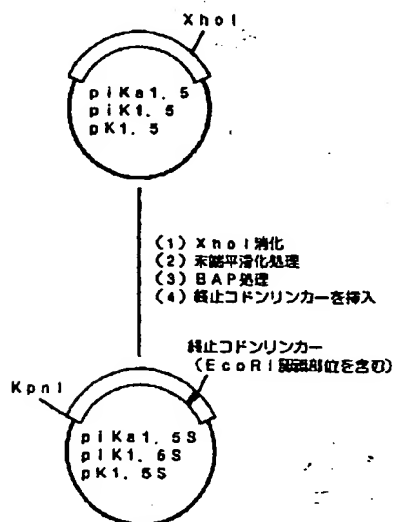 XhoI
piKa1. 5
piK1. 5
pK1. 5
(1) XhoI消化
(2) 末端平滑化処理
(3) BAP処理
(4) 終止コドンリンカーを挿入
終止コドンリンカー
(EcoRI認識部位を含む)
KpnI
piKa1. 5S
piK1. 6S
pK1. 5S